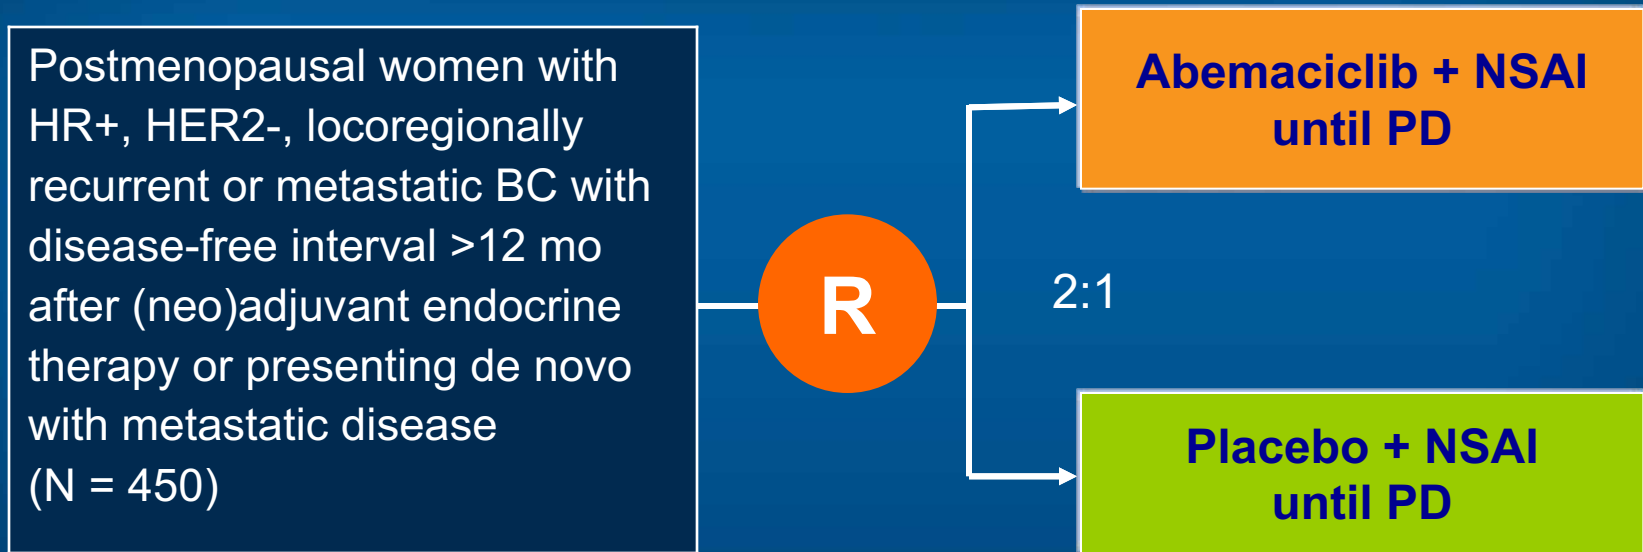 Postmenopausal women with
HR+, HER2-, locoregionally
recurrent or metastatic BC with
disease-free interval >12 mo
after (neo)adjuvant endocrine
therapy or presenting de novo
with metastatic disease
(N = 450)
R
2:1
Abemaciclib + NSAI
until PD
Placebo + NSAI
until PD